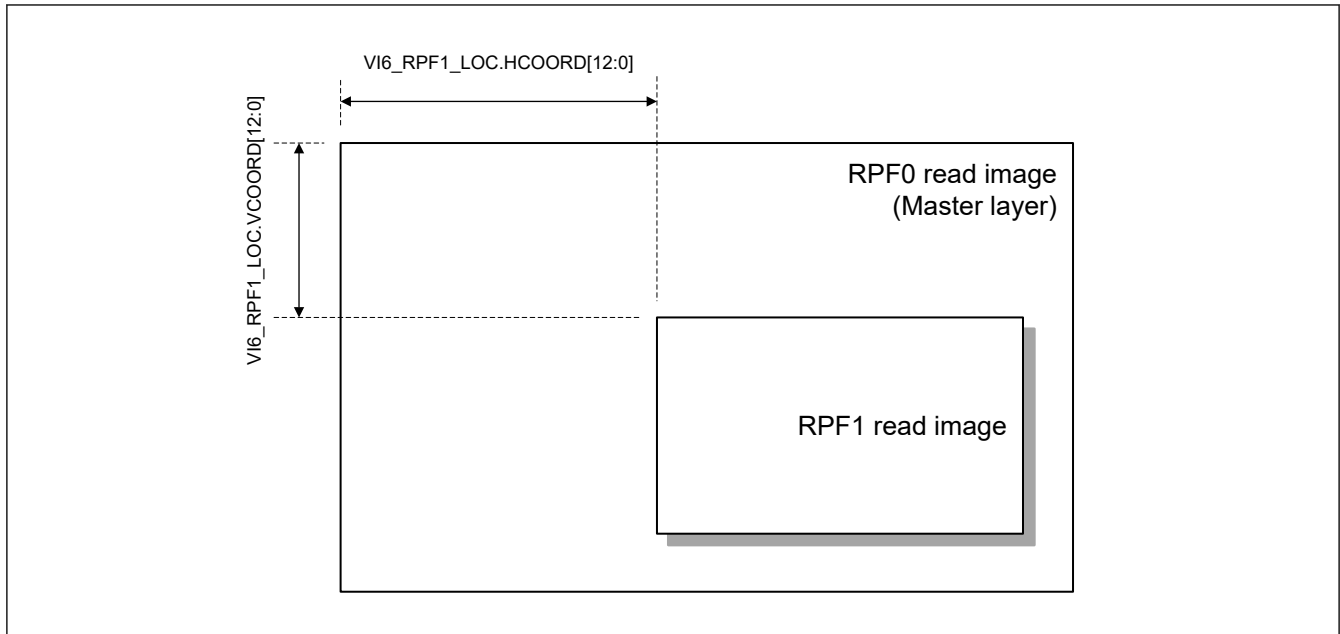 VI6_RPF1_LOC.HCOORD[12:0]
VI6_RPF1_LOC.VCOORD[12:0]
RPF0 read image
(Master layer)
RPF1 read image